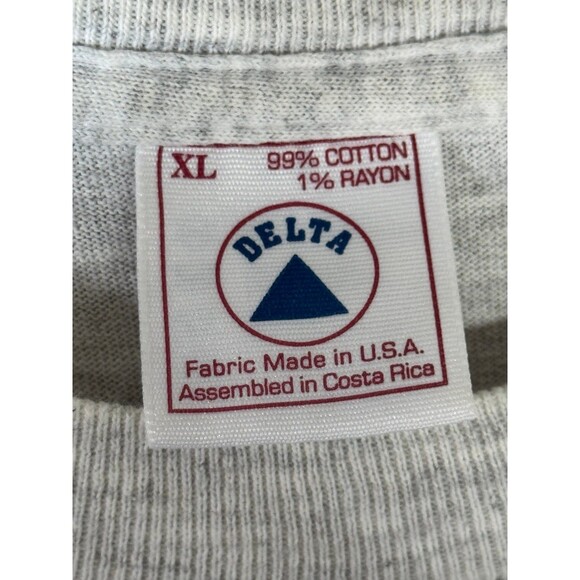 XL
99% COTTON
1% RAYON
DELTA
Fabric Made in U.S.A.
Assembled in Costa Rica